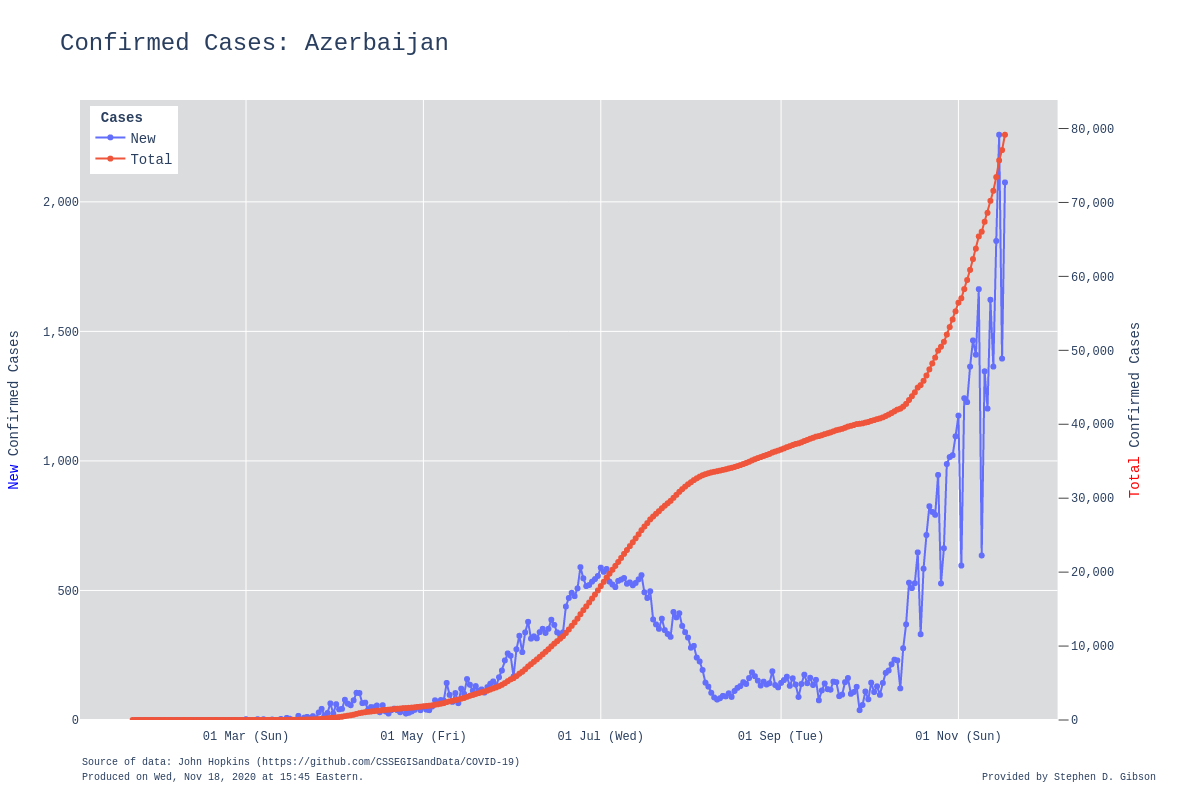 Confirmed Cases: Azerbaijan
Cases
New
Total
2,000
1,500
1,000
500
0
80,000
70,000
60,000
50,000
40,000
30,000
20,000
10,000
0
New Confirmed Cases
Total Confirmed Cases
01 Mar (Sun)
01 May (Fri)
01 Jul (Wed)
01 Sep (Tue)
01 Nov (Sun)
Source of data: John Hopkins (https://github.com/CSSEGISandData/COVID-19)
Produced on Wed, Nov 18, 2020 at 15:45 Eastern.
Provided by Stephen D. Gibson